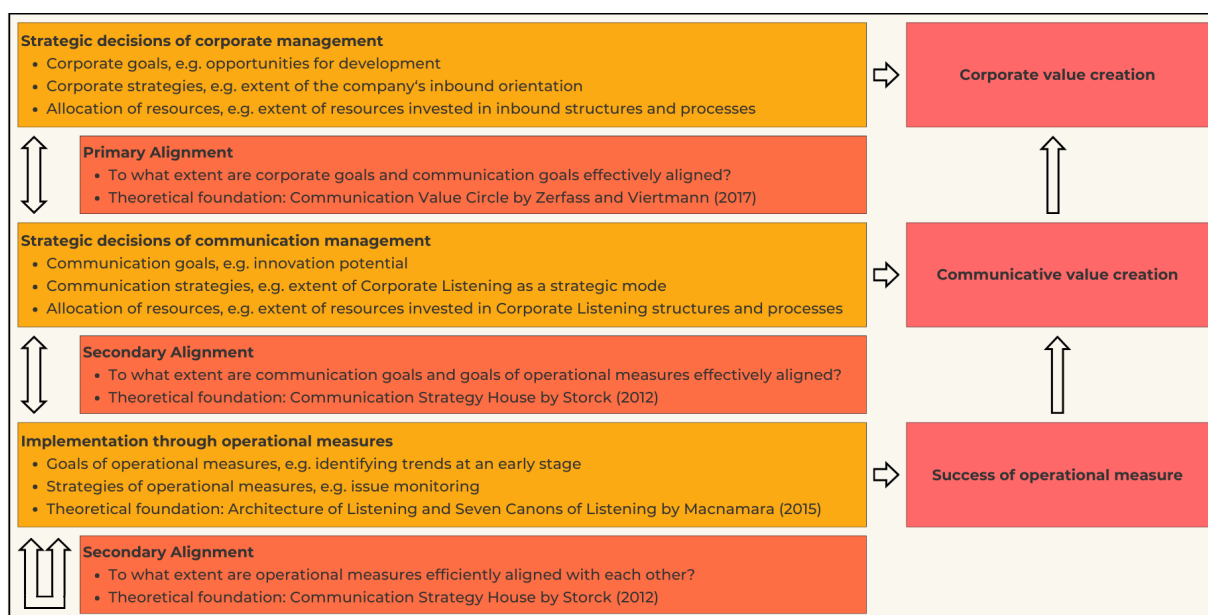 Strategic decisions of corporate management
• Corporate goals, e.g. opportunities for development
• Corporate strategies, e.g. extent of the company‘s inbound orientation
• Allocation of resources, e.g. extent of resources invested in inbound structures and processes
Corporate value creation
Primary Alignment
• To what extent are corporate goals and communication goals effectively aligned?
• Theoretical foundation: Communication Value Circle by Zerfass and Viertmann (2017)
Strategic decisions of communication management
• Communication goals, e.g. innovation potential
• Communication strategies, e.g. extent of Corporate Listening as a strategic mode
• Allocation of resources, e.g. extent of resources invested in Corporate Listening structures and processes
Communicative value creation
Secondary Alignment
• To what extent are communication goals and goals of operational measures effectively aligned?
• Theoretical foundation: Communication Strategy House by Storck (2012)
Implementation through operational measures
• Goals of operational measures, e.g. identifying trends at an early stage
• Strategies of operational measures, e.g. issue monitoring
• Theoretical foundation: Architecture of Listening and Seven Canons of Listening by Macnamara (2015)
Success of operational measure
Secondary Alignment
• To what extent are operational measures efficiently aligned with each other?
• Theoretical foundation: Communication Strategy House by Storck (2012)